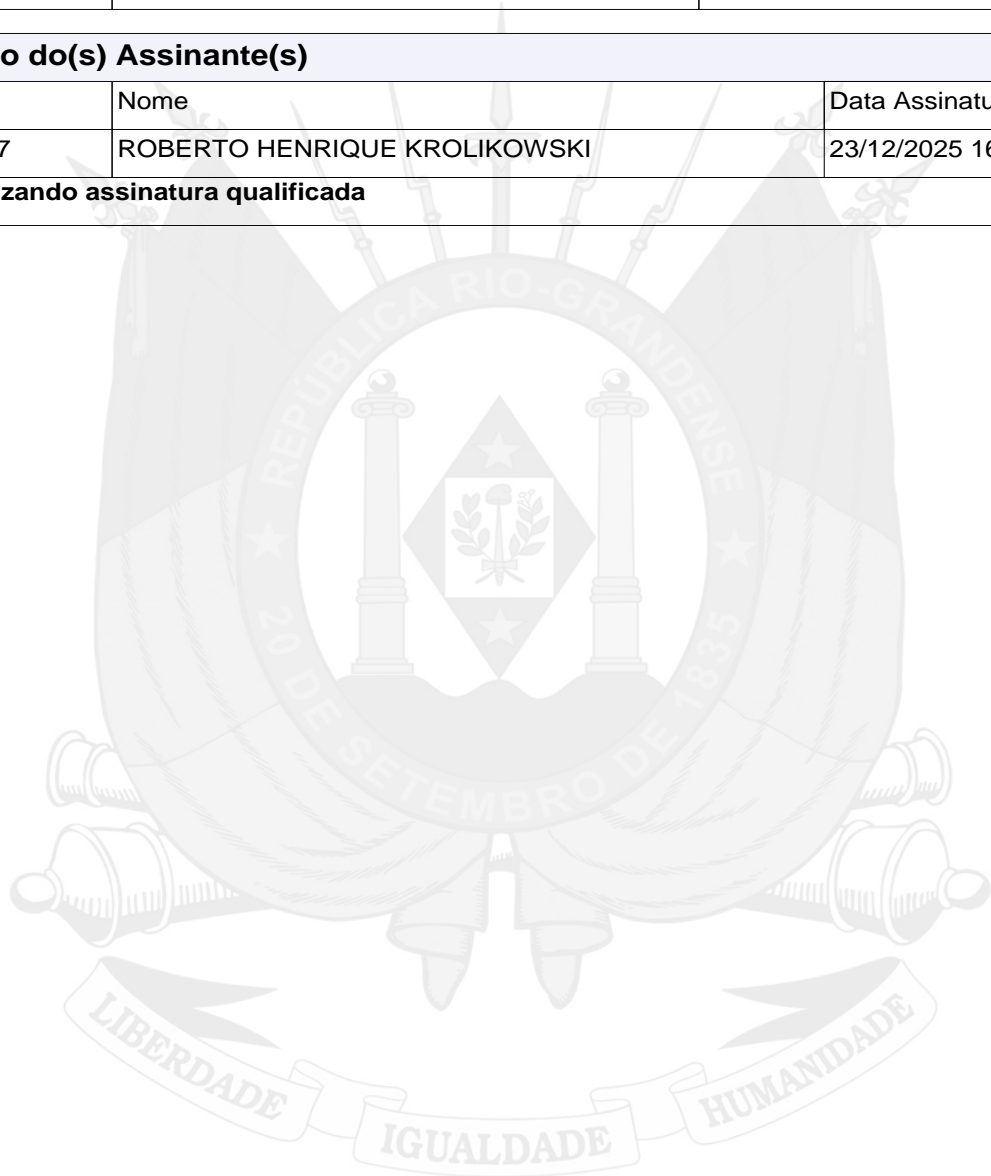 o do(s) Assinante(s)
Nome Data Assinatu
7 ROBERTO HENRIQUE KROLIKOWSKI 23/12/2025 16
zando assinatura qualificada
REPÚBLICA RIO-GRANDENSE
20 DE SETEMBRO DE 1835
LIBERDADE IGUALDADE HUMANIDADE